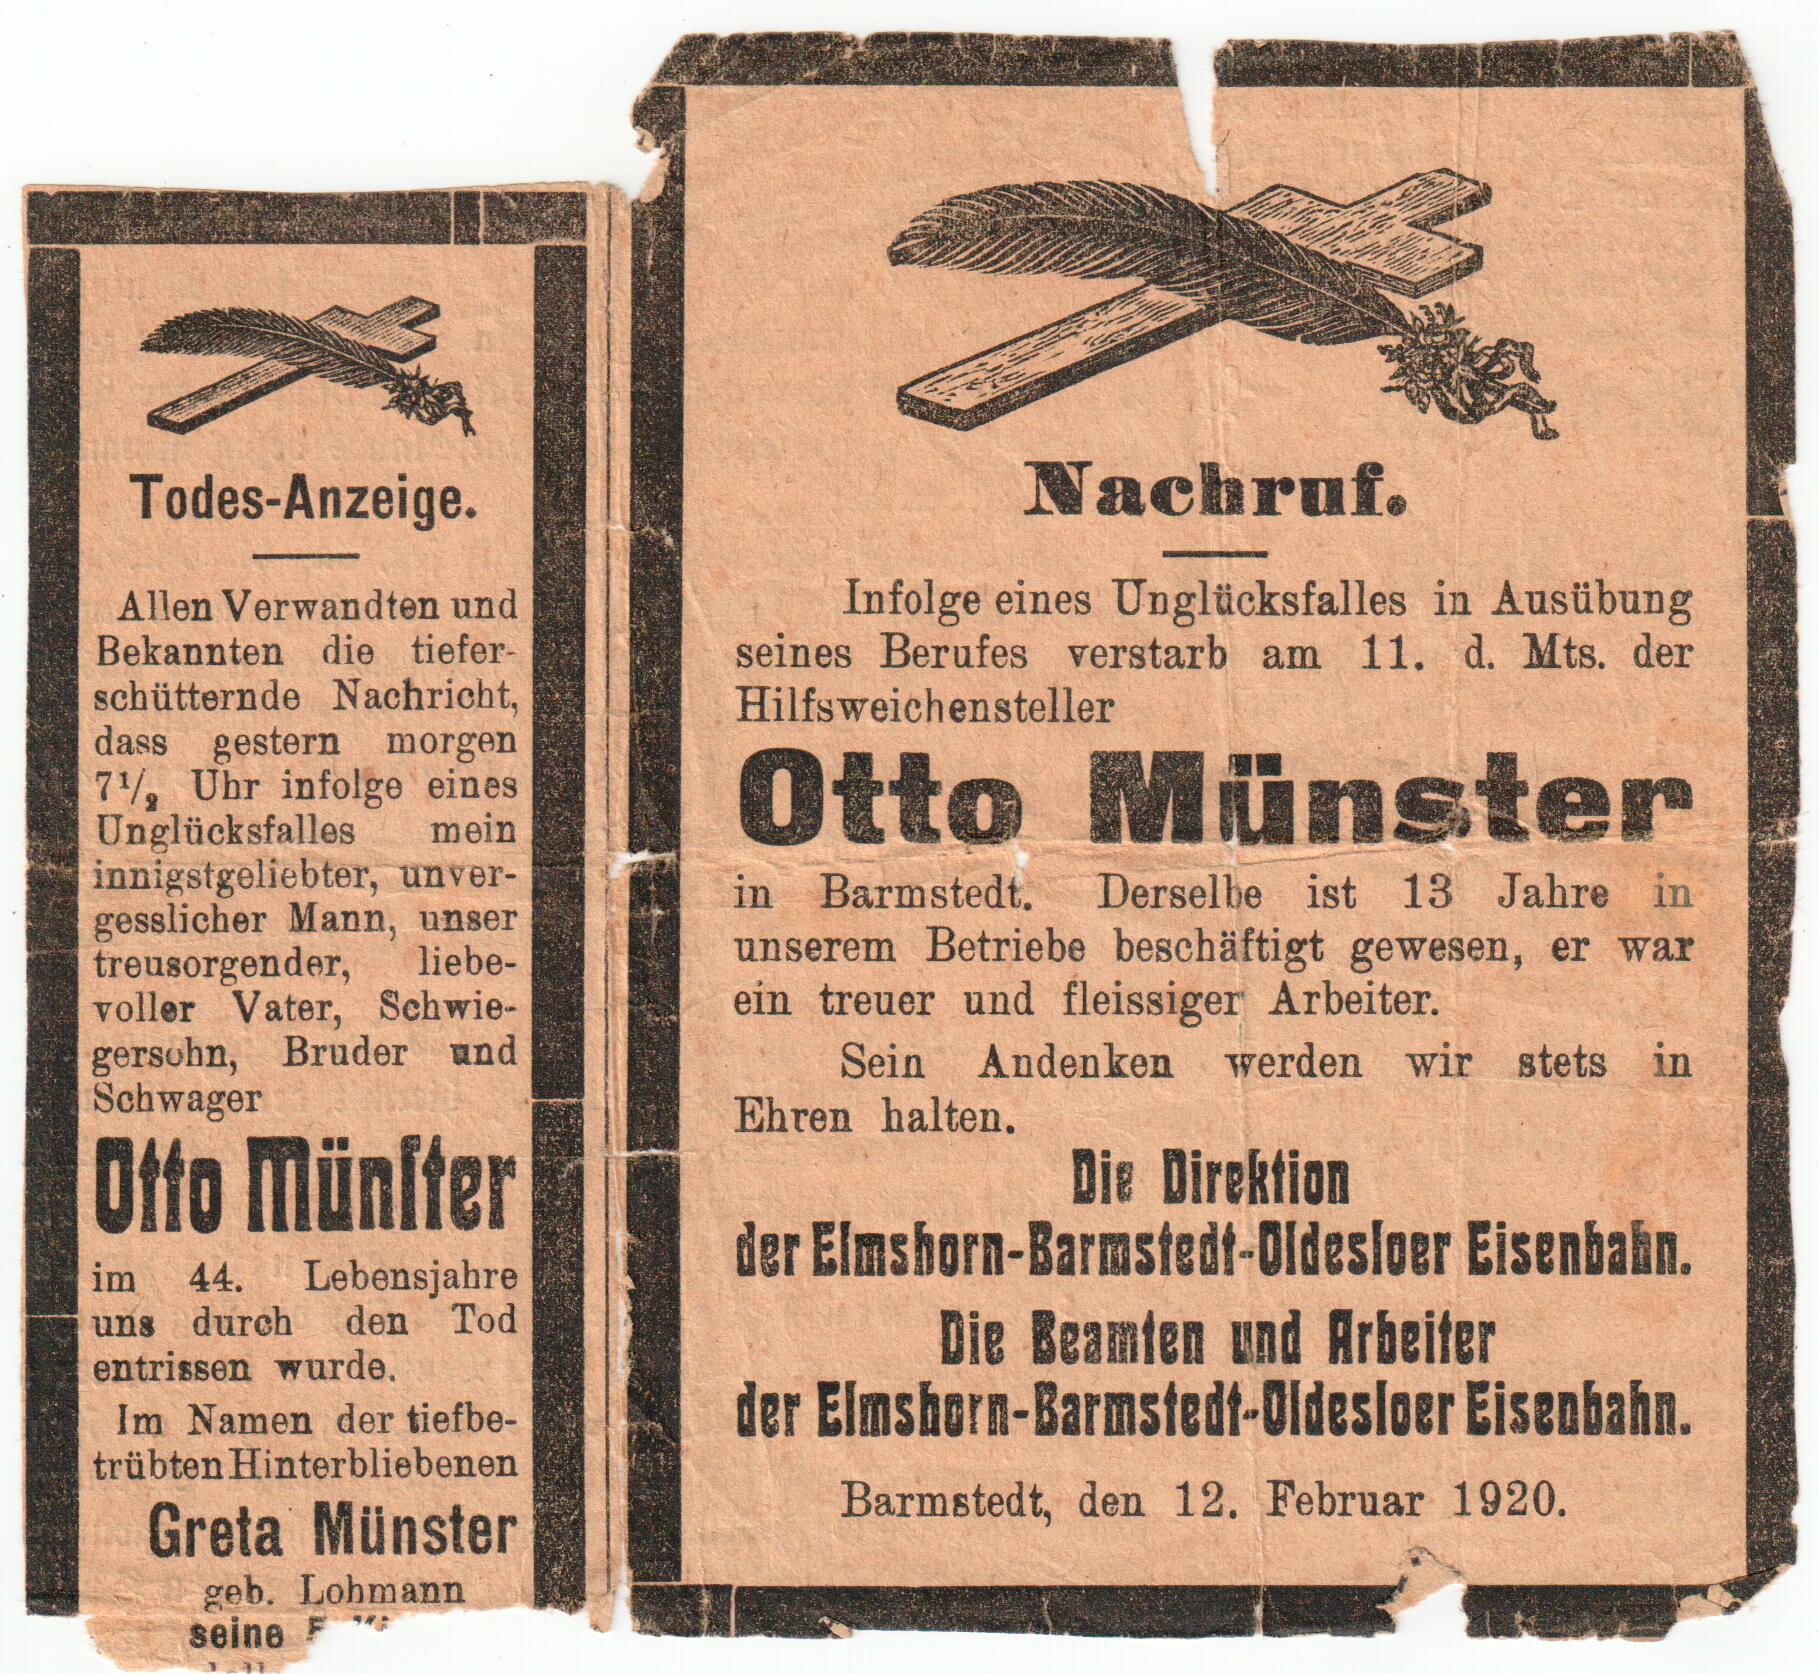 Todes-Anzeige.
Allen Verwandten und
Bekannten die tiefer-
schütternde Nachricht,
dass gestern morgen
7½ Uhr infolge eines
Unglücksfalles mein
innigstgeliebter, unver-
gesslicher Mann, unser
treusorgender, liebe-
voller Vater, Schwie-
gersohn, Bruder und
Schwager
Otto Münſter
im 44. Lebensjahre
uns durch den Tod
entrissen wurde.
Im Namen der tiefbe-
trübten Hinterbliebenen
Greta Münster
geb. Lohmann
seine
Nachruf.
Infolge eines Unglücksfalles in Ausübung
seines Berufes verstarb am 11. d. Mts. der
Hilfsweichensteller
Otto Münster
in Barmstedt. Derselbe ist 13 Jahre in
unserem Betriebe beschäftigt gewesen, er war
ein treuer und fleissiger Arbeiter.
Sein Andenken werden wir stets in
Ehren halten.
Die Direktion
der Elmshorn-Barmstedt-Oldesloer Eisenbahn.
Die Beamten und Arbeiter
der Elmshorn-Barmstedt-Oldesloer Eisenbahn.
Barmstedt, den 12. Februar 1920.